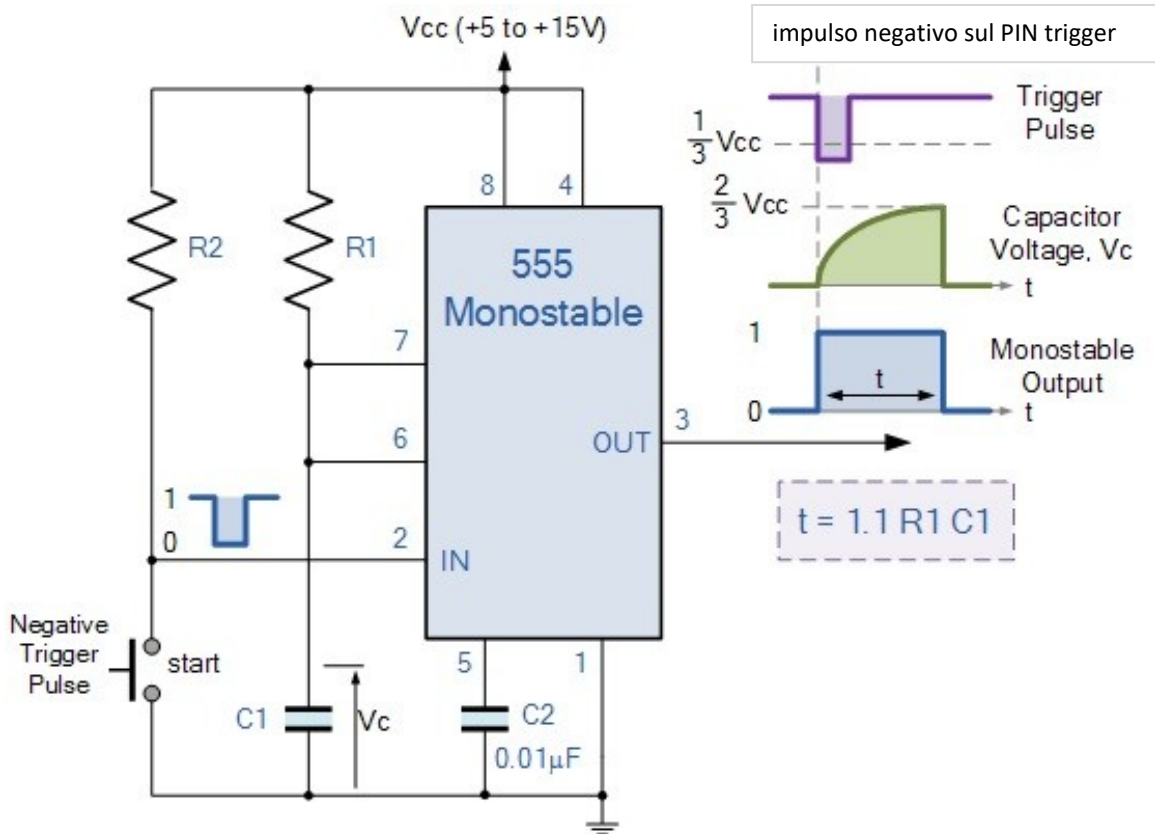 Vcc (+5 to +15V)
impulso negativo sul PIN trigger
Trigger
Pulse
1/3 Vcc
2/3 Vcc
Capacitor
Voltage, Vc
t
1
Monostable
Output
t
0
t
R2
R1
8
4
555
Monostable
7
6
3
OUT
t = 1.1 R1 C1
1
0
2
IN
Negative
Trigger
Pulse
start
5
1
C1
Vc
C2
0.01µF